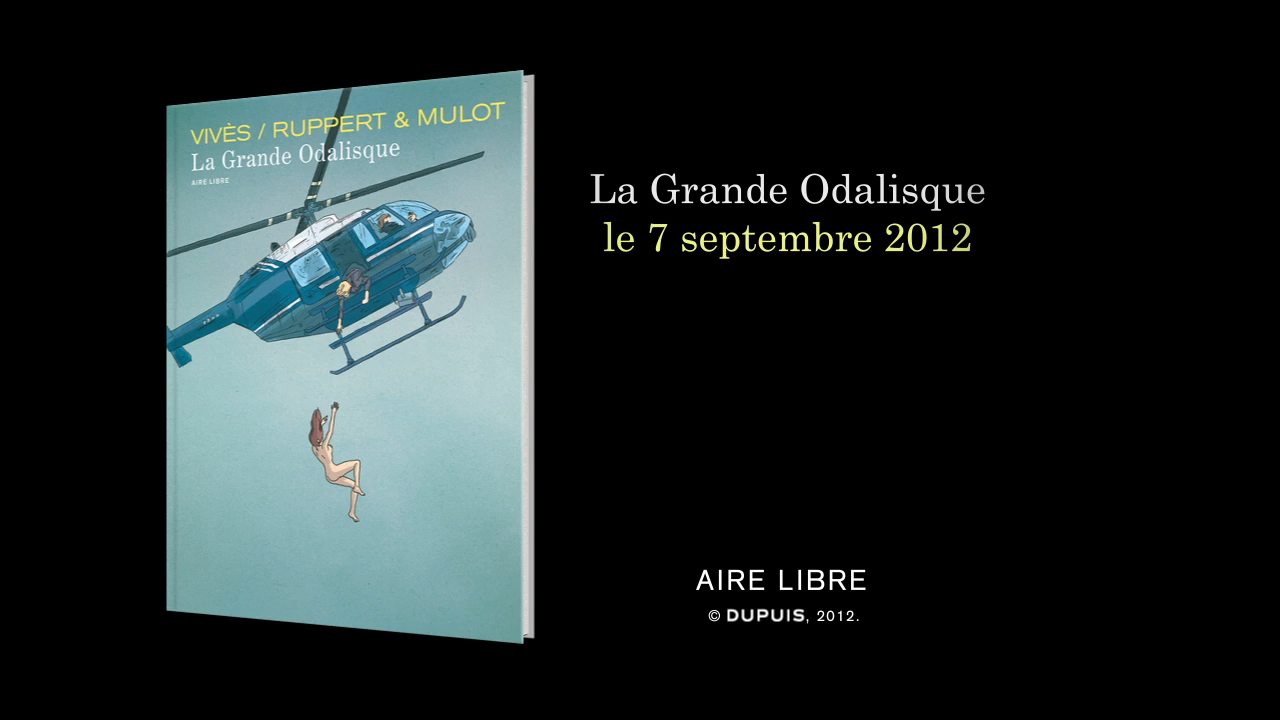 VIVÈS / RUPPERT & MULOT
La Grande Odalisque
AIRE LIBRE
La Grande Odalisque
le 7 septembre 2012
AIRE LIBRE
© DUPUIS, 2012.